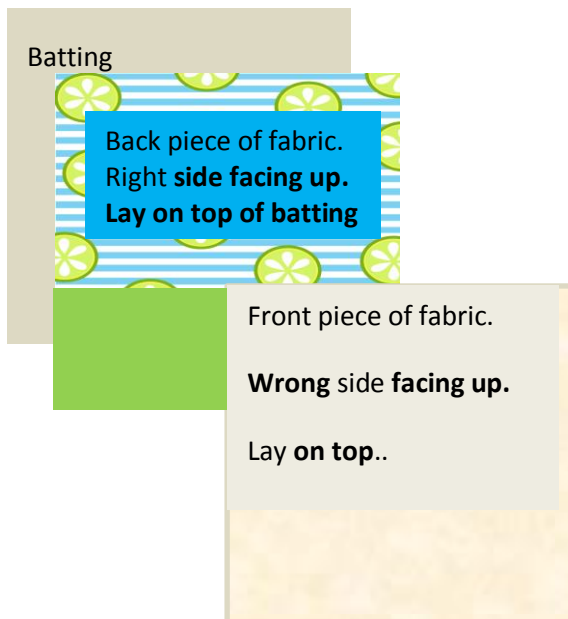 Batting
Back piece of fabric.
Right side facing up.
Lay on top of batting
Front piece of fabric.
Wrong side facing up.
Lay on top..